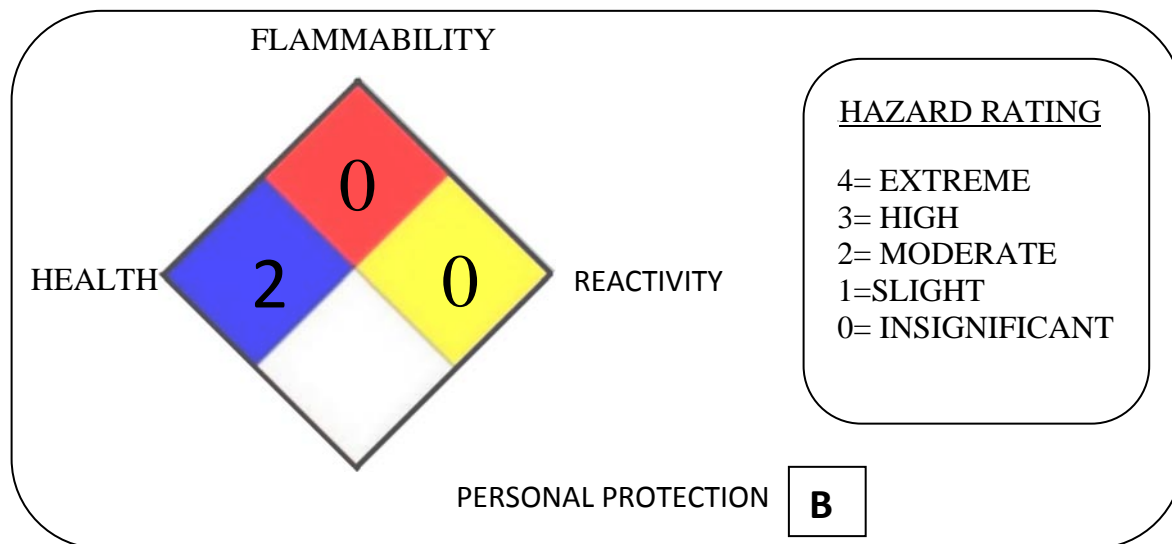 FLAMMABILITY
0
HEALTH
2
0
REACTIVITY
HAZARD RATING
4= EXTREME
3= HIGH
2= MODERATE
1=SLIGHT
0= INSIGNIFICANT
PERSONAL PROTECTION B